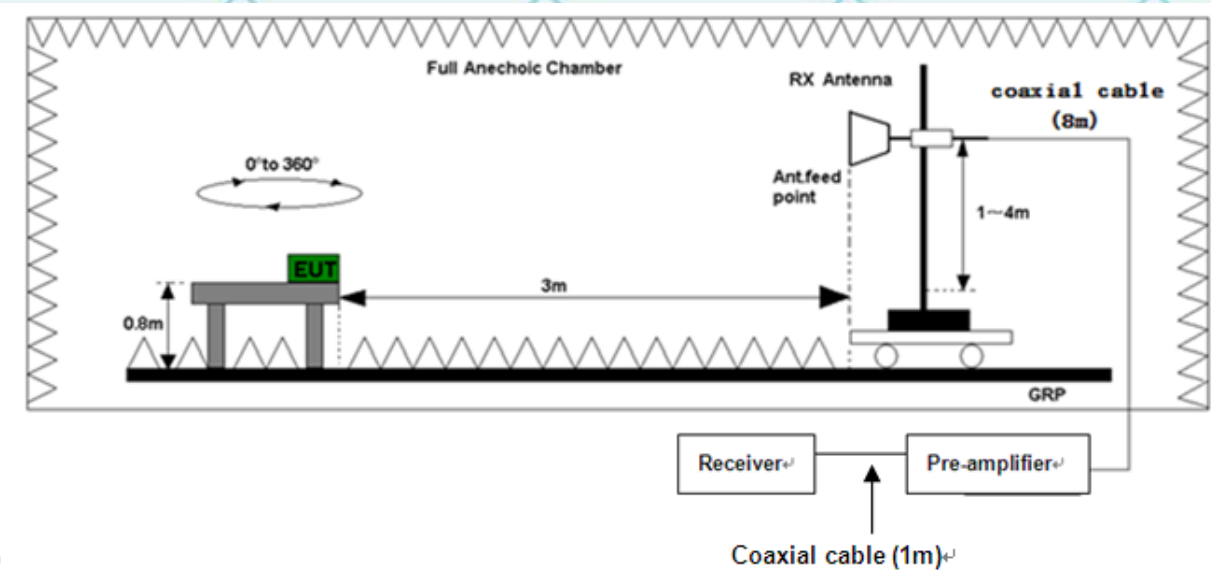 Full Anechoic Chamber
RX Antenna
coaxial cable
(8m)
0°to 360°
Ant.feed
point
1～4m
EUT
3m
0.8m
GRP
Receiver↵
Pre-amplifier↵
Coaxial cable (1m)↵